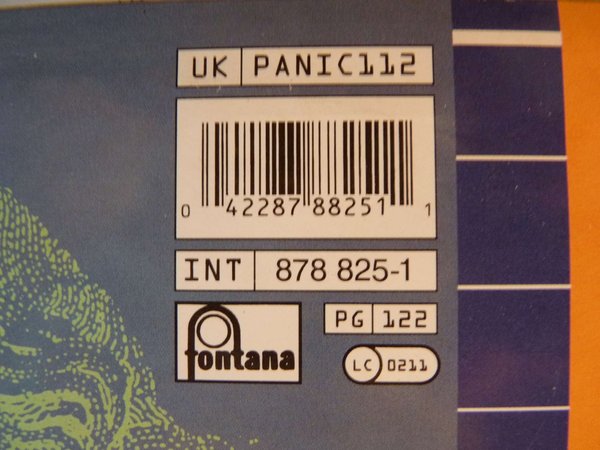 UK PANIC112
0 42287 88251 1
INT 878 825-1
fontana
PG 122
LC 0211